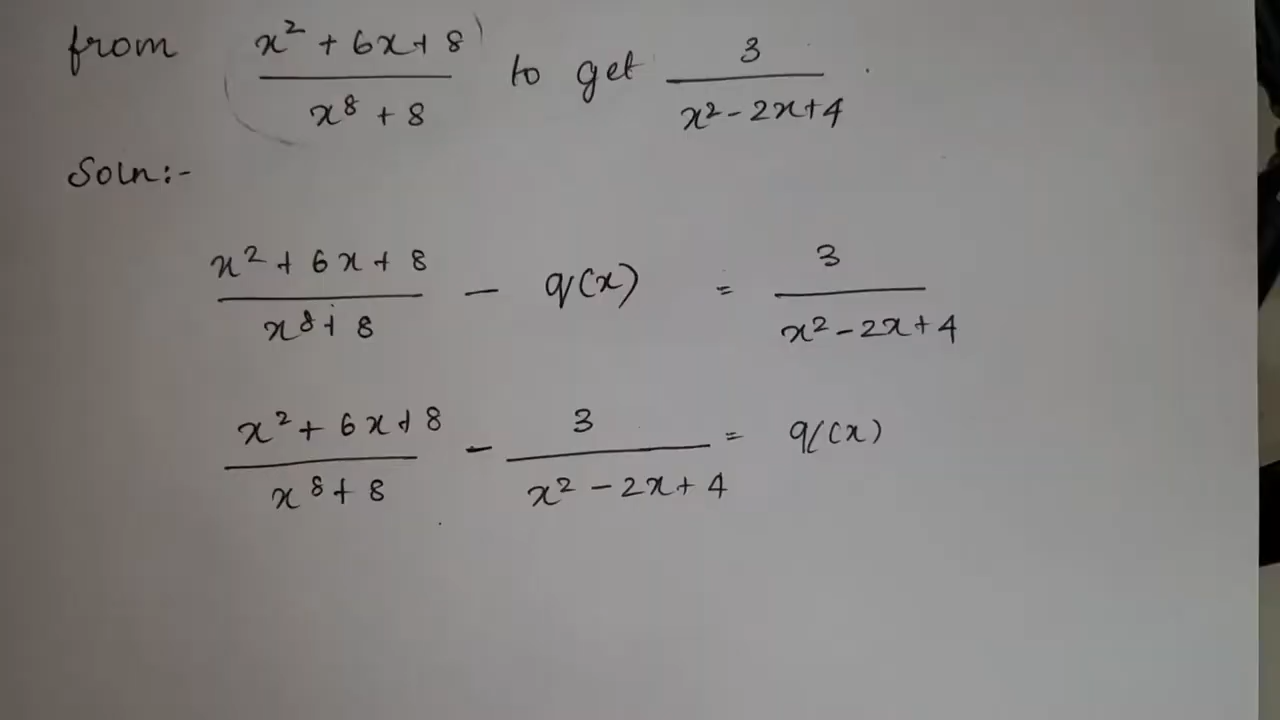 from (x² + 6x + 8)/(x⁸ + 8) to get 3/(x² - 2x + 4).
Soln:-
(x² + 6x + 8)/(x⁸ + 8) - q(x) = 3/(x² - 2x + 4)
(x² + 6x + 8)/(x⁸ + 8) - 3/(x² - 2x + 4) = q(x)